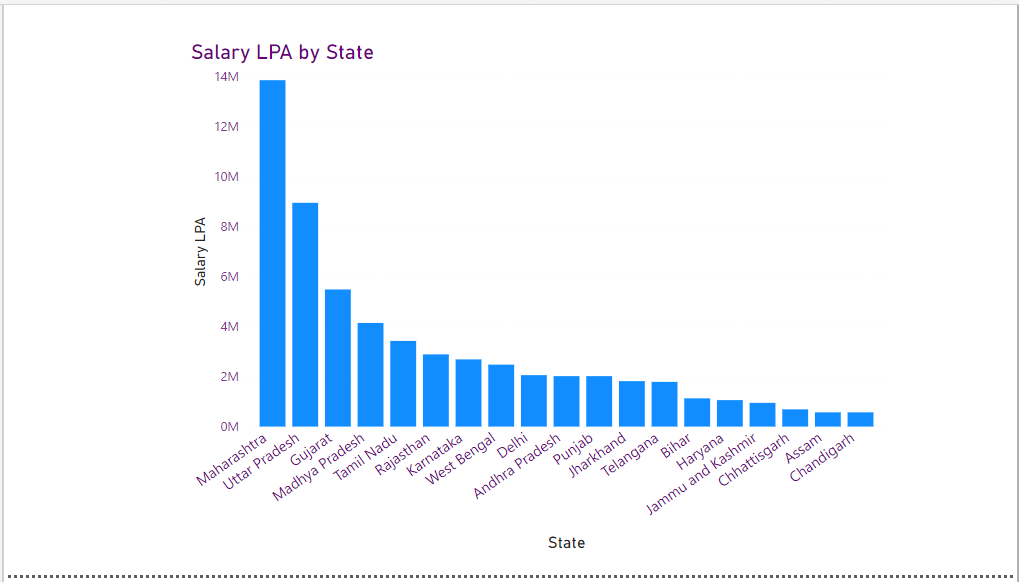 Salary LPA by State
14M
12M
10M
8M
6M
4M
2M
0M
Salary LPA
Maharashtra
Uttar Pradesh
Gujarat
Madhya Pradesh
Tamil Nadu
Rajasthan
Karnataka
West Bengal
Delhi
Andhra Pradesh
Punjab
Jharkhand
Telangana
Bihar
Haryana
Jammu and Kashmir
Chhattisgarh
Assam
Chandigarh
State